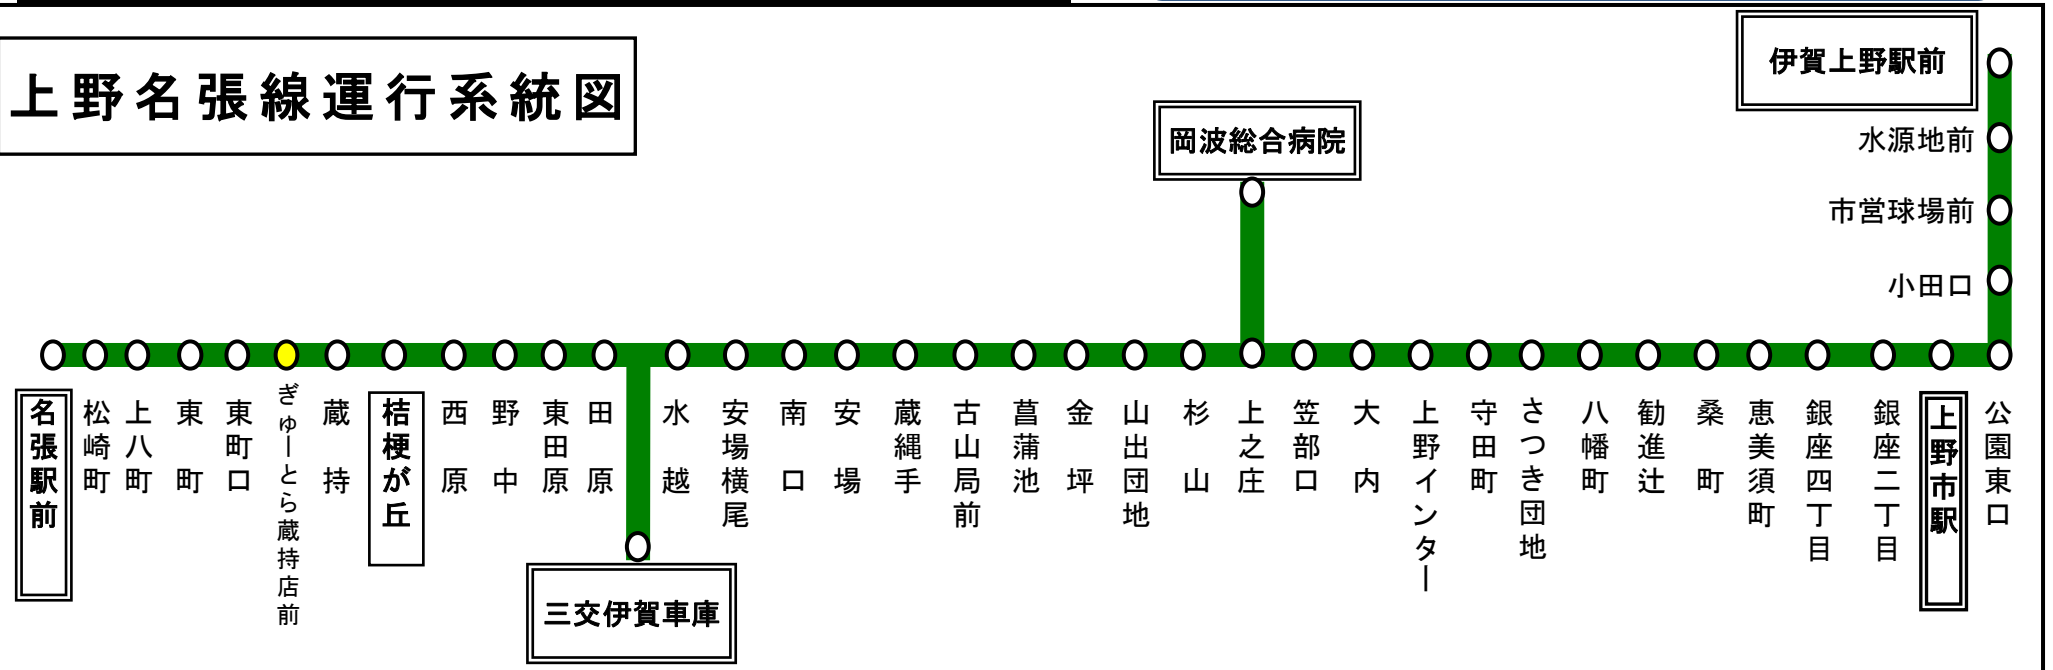 上野名張線運行系統図
伊賀上野駅前
岡波総合病院
水源地前
市営球場前
小田口
名張駅前
松崎町
上八町
東町
東町口
ぎゅーとら蔵持店前
蔵持
桔梗が丘
西原
野中
東田原
田原
三交伊賀車庫
水越
安場横尾
南口
安場
蔵縄手
古山局前
菖蒲池
金坪
山出団地
杉山
上之庄
笠部口
大内
上野インター
守田町
さつき団地
八幡町
勧進辻
桑町
恵美須町
銀座四丁目
銀座二丁目
上野市駅
公園東口